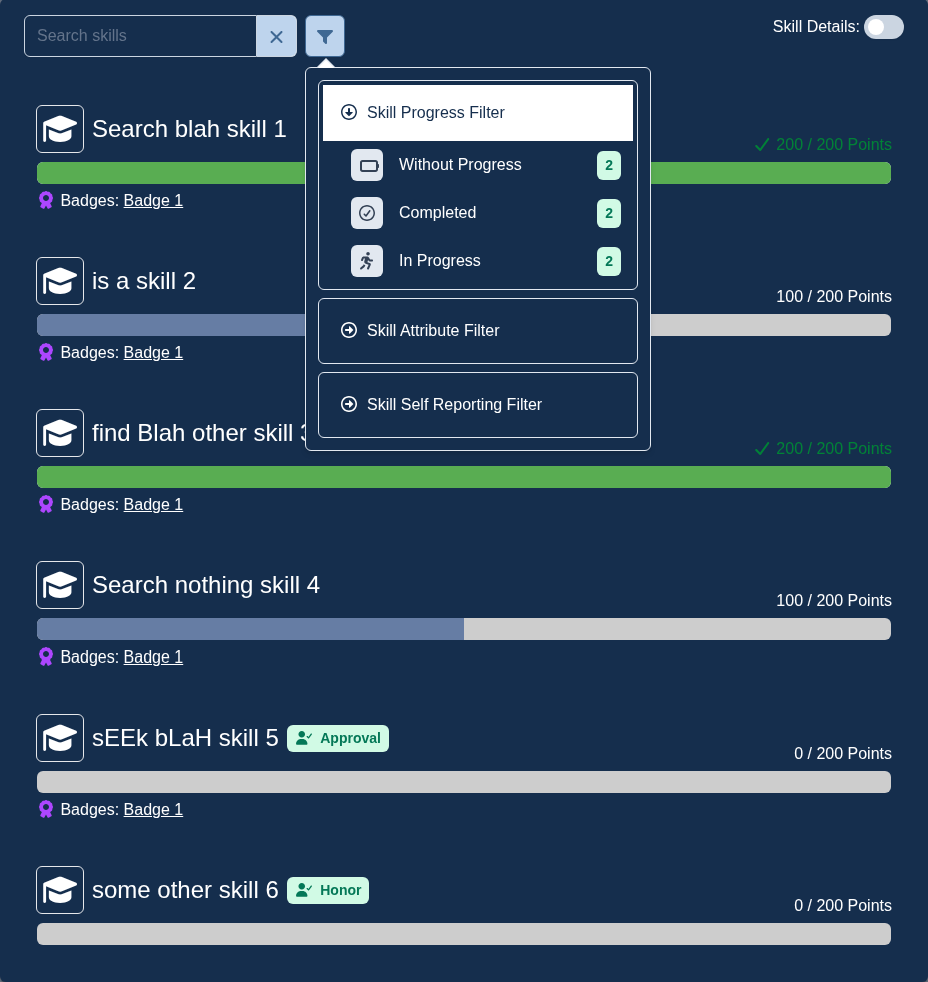 Search skills
Skill Details:
Skill Progress Filter
Without Progress 2
Completed 2
In Progress 2
Skill Attribute Filter
Skill Self Reporting Filter
Search blah skill 1
200 / 200 Points
Badges: Badge 1
is a skill 2
100 / 200 Points
Badges: Badge 1
find Blah other skill 3
200 / 200 Points
Badges: Badge 1
Search nothing skill 4
100 / 200 Points
Badges: Badge 1
sEEk bLaH skill 5 Approval
0 / 200 Points
Badges: Badge 1
some other skill 6 Honor
0 / 200 Points